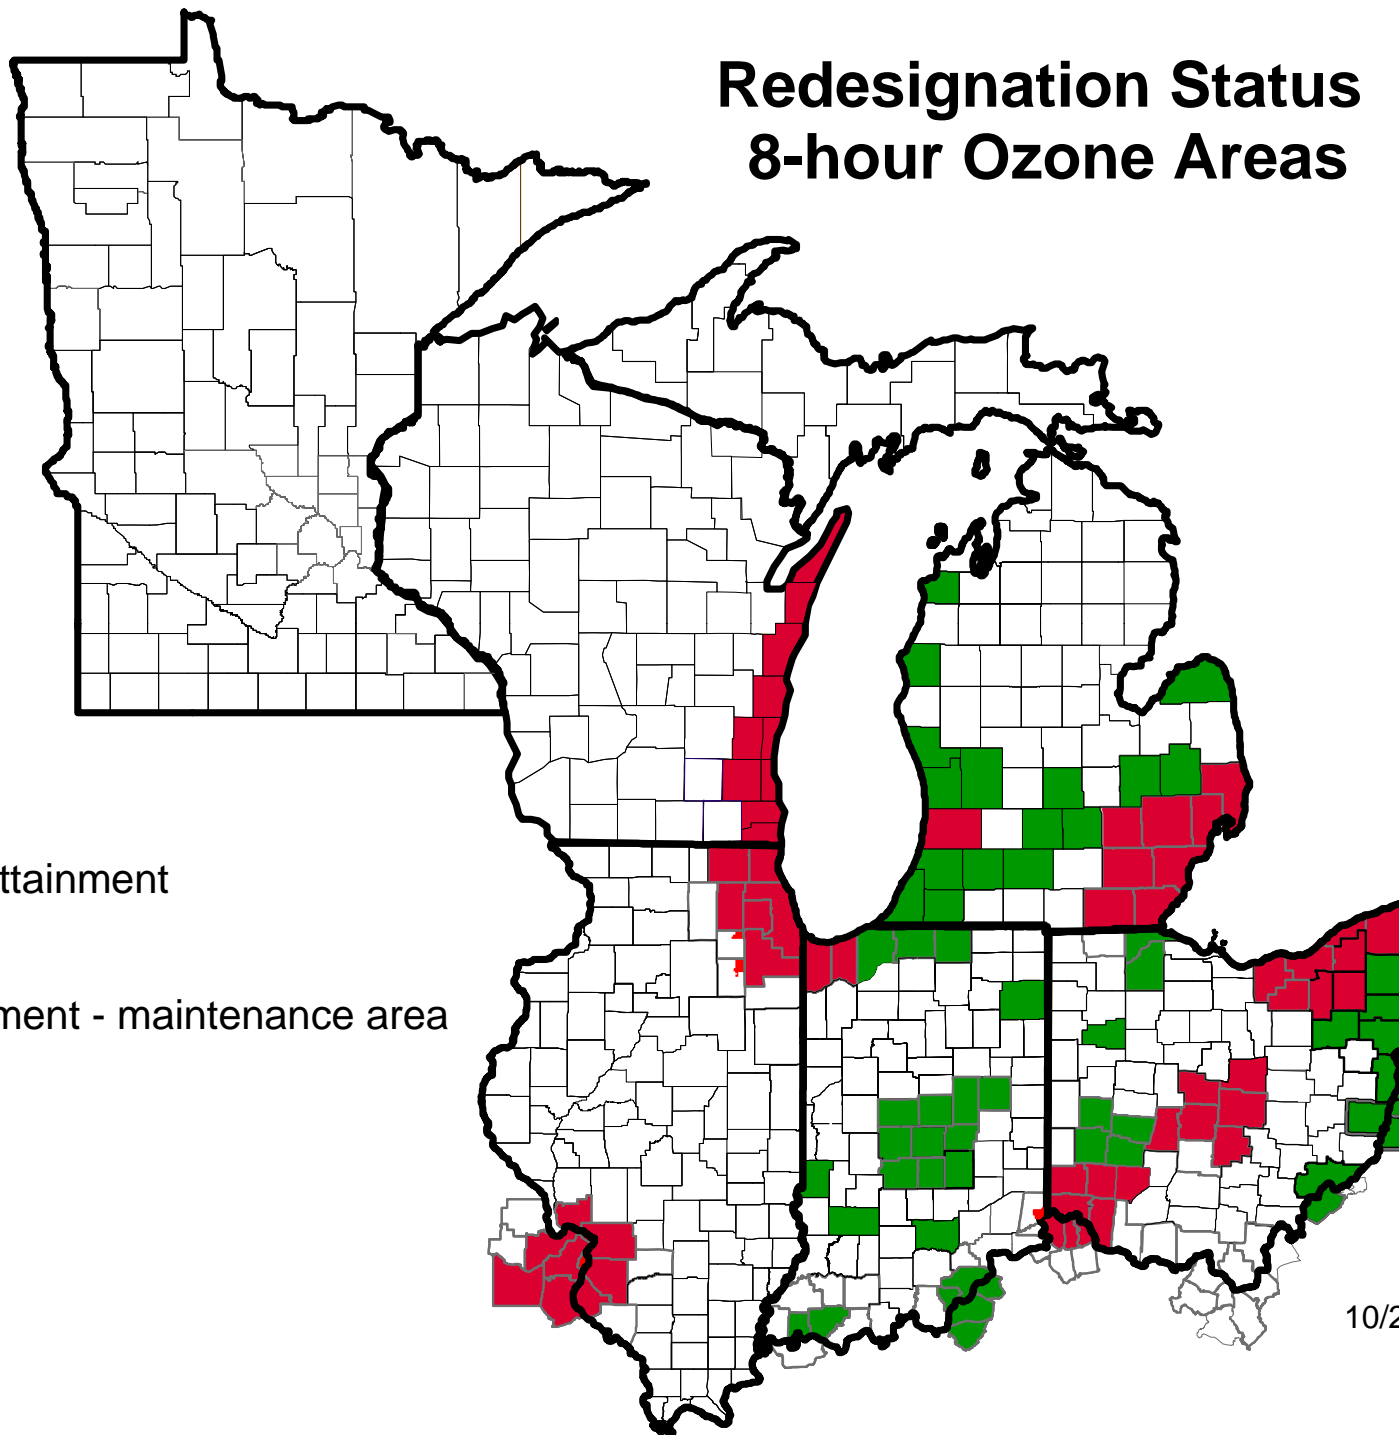 Redesignation Status
8-hour Ozone Areas
ttainment
ment - maintenance area
10/2